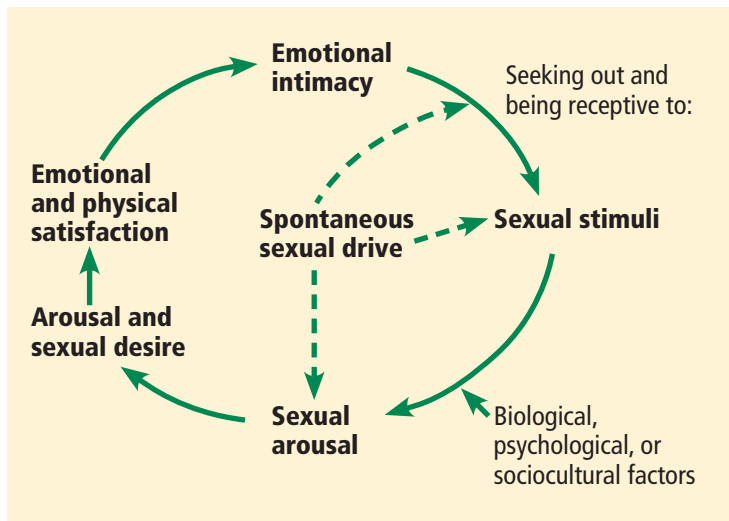 Emotional
intimacy
Seeking out and
being receptive to:
Emotional
and physical
satisfaction
Spontaneous
sexual drive
Sexual stimuli
Arousal and
sexual desire
Sexual
arousal
Biological,
psychological, or
sociocultural factors